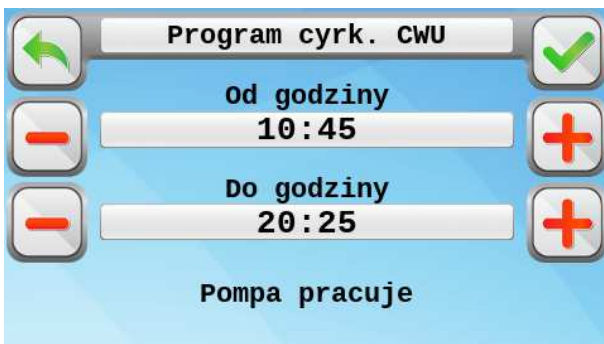 Program cyrk. CWU
Od godziny
10:45
Do godziny
20:25
Pompa pracuje